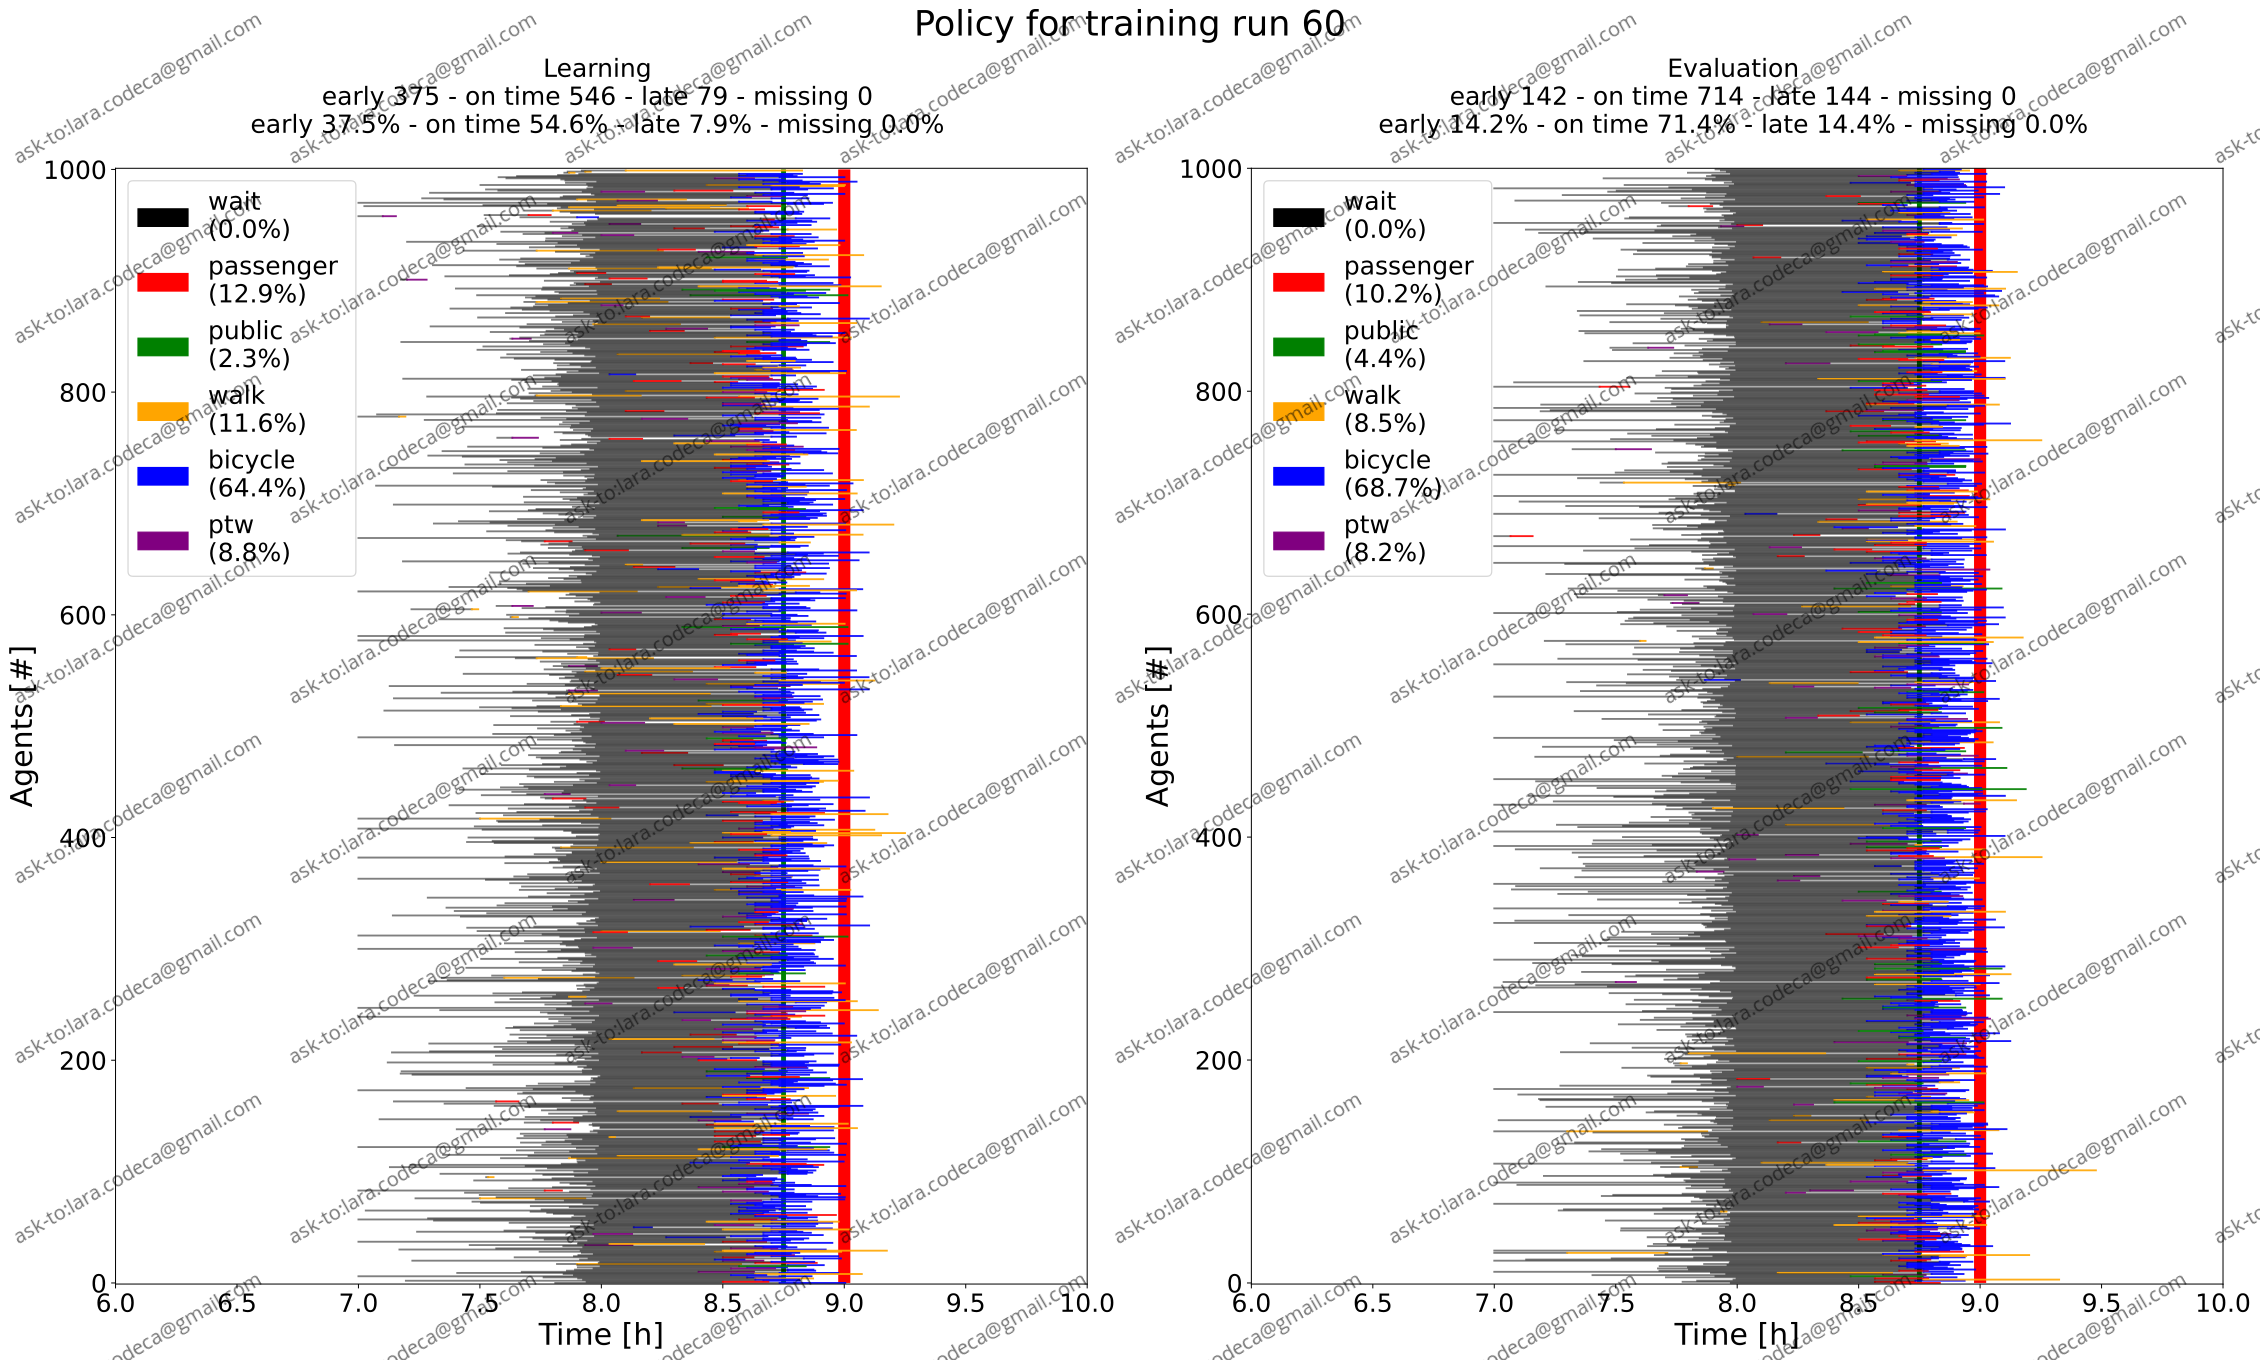 Policy for training run 60
Learning
early 375 - on time 546 - late 79 - missing 0
early 37.5% - on time 54.6% - late 7.9% - missing 0.0%
1000
800
600
400
200
0
Agents [#]
wait
(0.0%)
passenger
(12.9%)
public
(2.3%)
walk
(11.6%)
bicycle
(64.4%)
ptw
(8.8%)
6.0 6.5 7.0 7.5 8.0 8.5 9.0 9.5 10.0
Time [h]
Evaluation
early 142 - on time 714 - late 144 - missing 0
early 14.2% - on time 71.4% - late 14.4% - missing 0.0%
1000
800
600
400
200
0
Agents [#]
wait
(0.0%)
passenger
(10.2%)
public
(4.4%)
walk
(8.5%)
bicycle
(68.7%)
ptw
(8.2%)
6.0 6.5 7.0 7.5 8.0 8.5 9.0 9.5 10.0
Time [h]
ask-to:lara.codeca@gmail.com